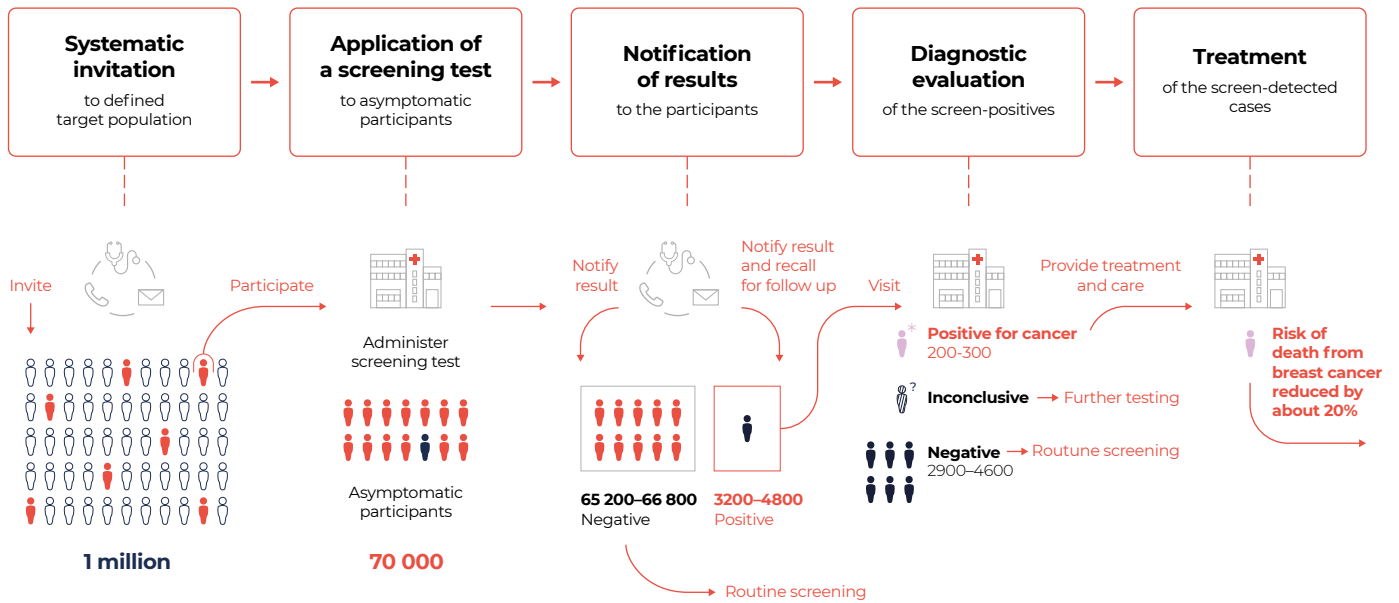 Systematic
invitation
to defined
target population
Application of
a screening test
to asymptomatic
participants
Notification
of results
to the participants
Diagnostic
evaluation
of the screen-positives
Treatment
of the screen-detected
cases
Invite
Participate
1 million
Administer
screening test
Asymptomatic
participants
70 000
Notify
result
Notify result
and recall
for follow up
65 200–66 800
Negative
3200–4800
Positive
Routine screening
Visit
*
Positive for cancer
200-300
?
Inconclusive
Further testing
Negative
2900–4600
Routune screening
Provide treatment
and care
Risk of
death from
breast cancer
reduced by
about 20%